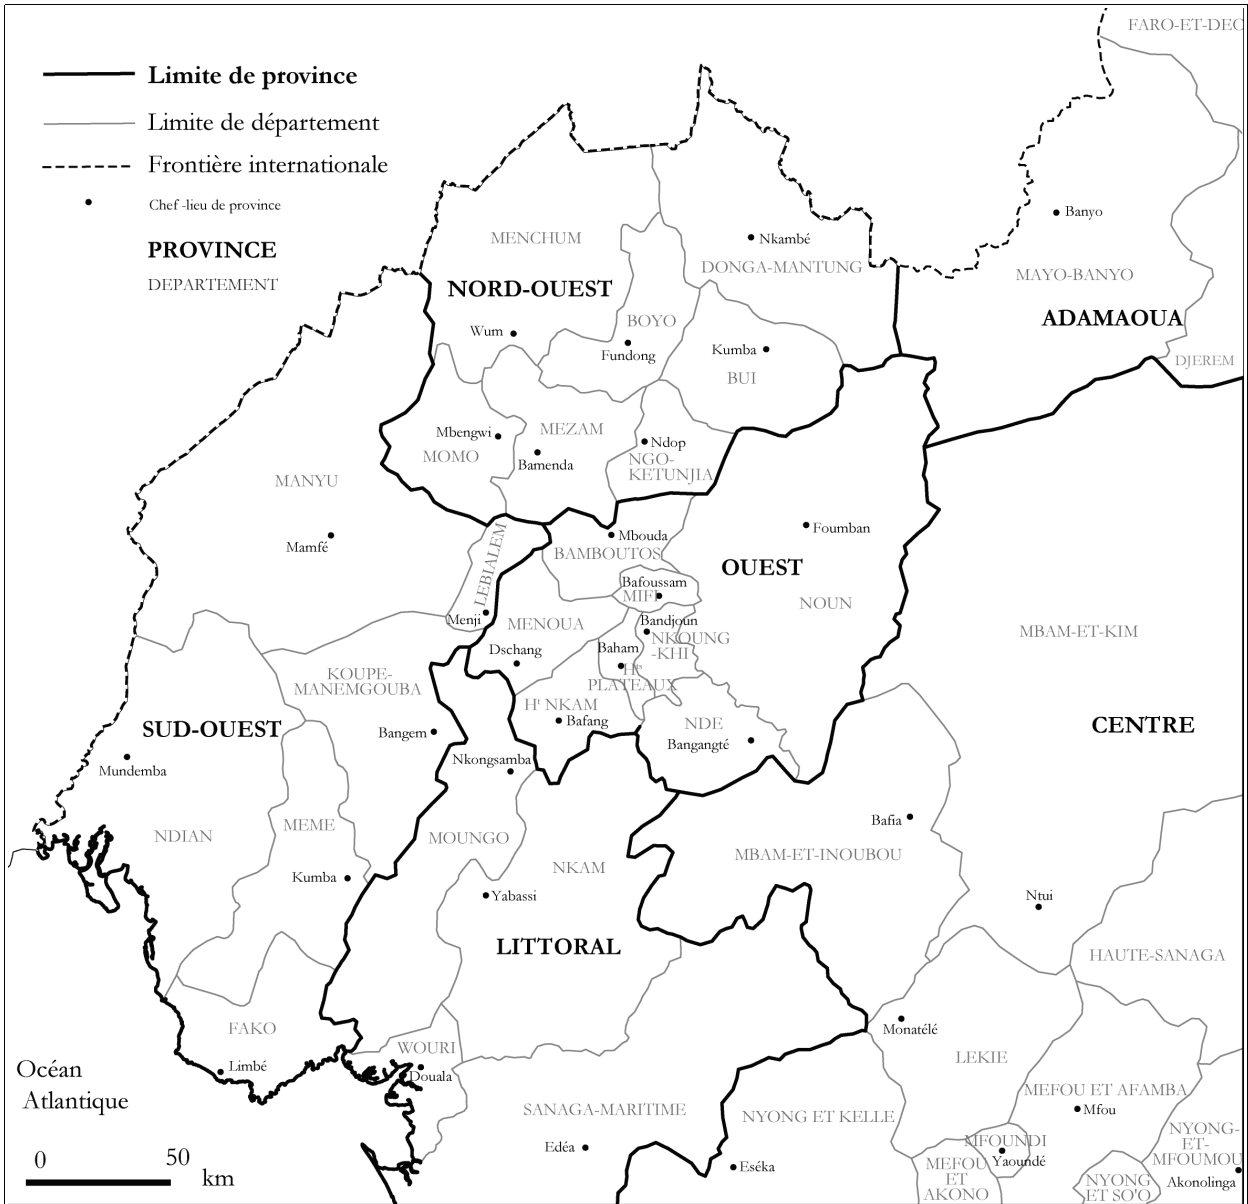 FARO-ET-DEO
Limite de province
Limite de département
Frontière internationale
Chef -lieu de province
PROVINCE
DEPARTEMENT
Banyo
MENCHUM
Nkambé
DONGA-MANTUNG
MAYO-BANYO
NORD-OUEST
ADAMAOUA
BOYO
Wum
Fundong
Kumba
BUI
DJEREM
Mbengwi
MEZAM
Ndop
MOMO
Bamenda
NGO-
KETUNJIA
MANYU
Mamfé
LEBIALEM
Mbouda
BAMBOUTOS
Foumban
OUEST
Bafoussam
MIFI
NOUN
Menji
MENOUA
Bandjoun
NKOUNG
-KHI
MBAM-ET-KIM
Dschang
Baham
Hts
PLATEAUX
KOUPE-
MANEMGOUBA
Ht NKAM
Bafang
NDE
Bangangté
SUD-OUEST
Bangem
CENTRE
Mundemba
Nkongsamba
NDIAN
MEME
MOUNGO
Bafia
MBAM-ET-INOUBOU
NKAM
Kumba
Yabassi
Ntui
LITTORAL
HAUTE-SANAGA
FAKO
Monatélé
WOURI
LEKIE
Limbé
Douala
Océan
Atlantique
MEFOU ET AFAMBA
Mfou
SANAGA-MARITIME
NYONG ET KELLE
Edéa
Eséka
MFOUNDI
Yaoundé
NYONG-
ET-
MFOUMOU
Akonolinga
MEFOU
ET
AKONO
NYONG
ET SO'O
0 50
km